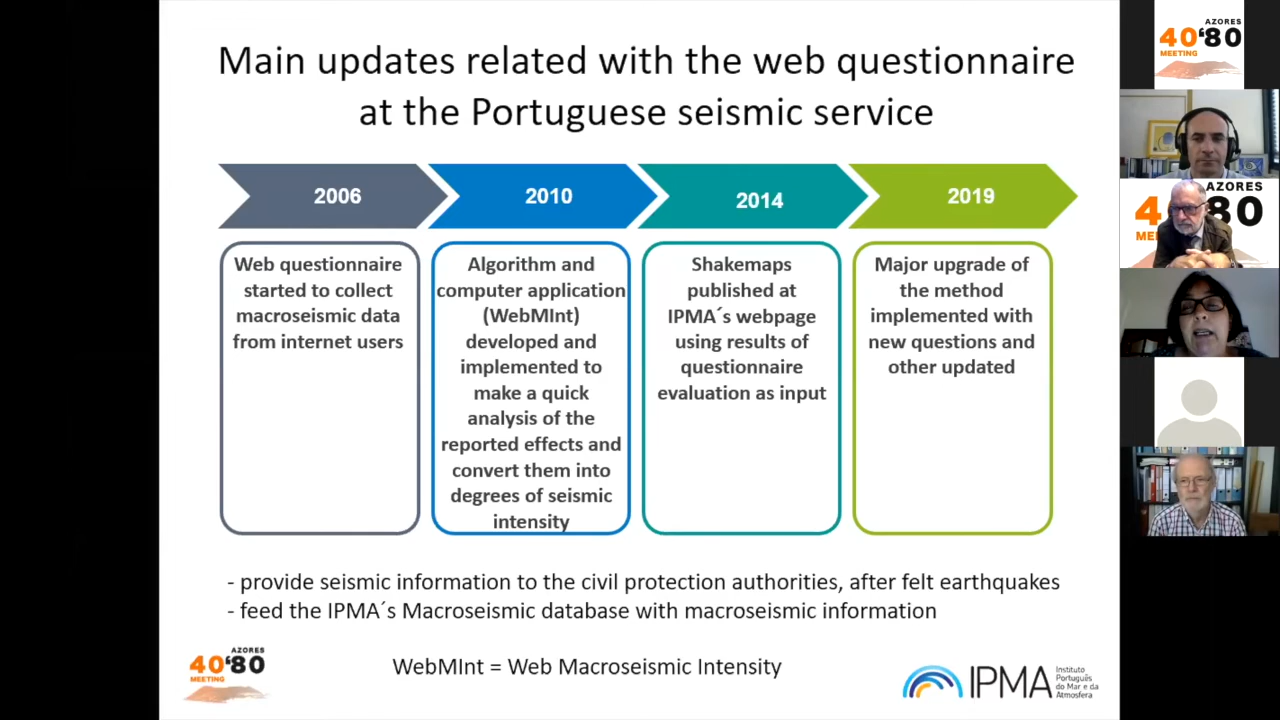 Main updates related with the web questionnaire
at the Portuguese seismic service
2006
2010
2014
2019
Web questionnaire
started to collect
macroseismic data
from internet users
Algorithm and
computer application
(WebMInt)
developed and
implemented to
make a quick
analysis of the
reported effects and
convert them into
degrees of seismic
intensity
Shakemaps
published at
IPMA´s webpage
using results of
questionnaire
evaluation as input
Major upgrade of
the method
implemented with
new questions and
other updated
- provide seismic information to the civil protection authorities, after felt earthquakes
- feed the IPMA´s Macroseismic database with macroseismic information
WebMInt = Web Macroseismic Intensity
AZORES
40‘80
MEETING
IPMA
Instituto
Português
do Mar e da
Atmosfera
AZORES
40‘80
MEETING
AZORES
4 80
ME